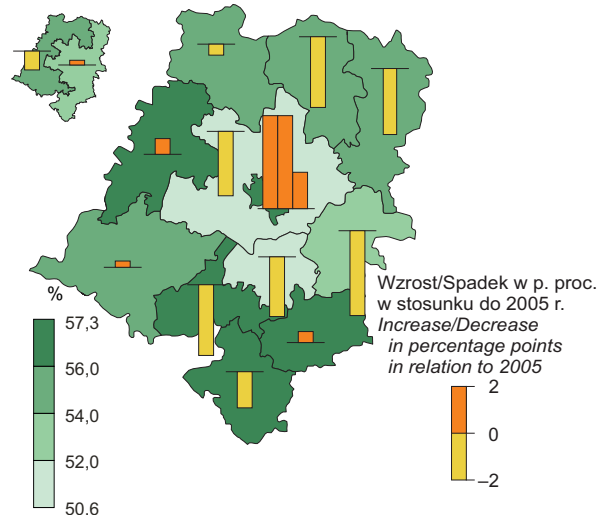 %
57,3
56,0
54,0
52,0
50,6
Wzrost/Spadek w p. proc.
w stosunku do 2005 r.
Increase/Decrease
in percentage points
in relation to 2005
2
0
–2